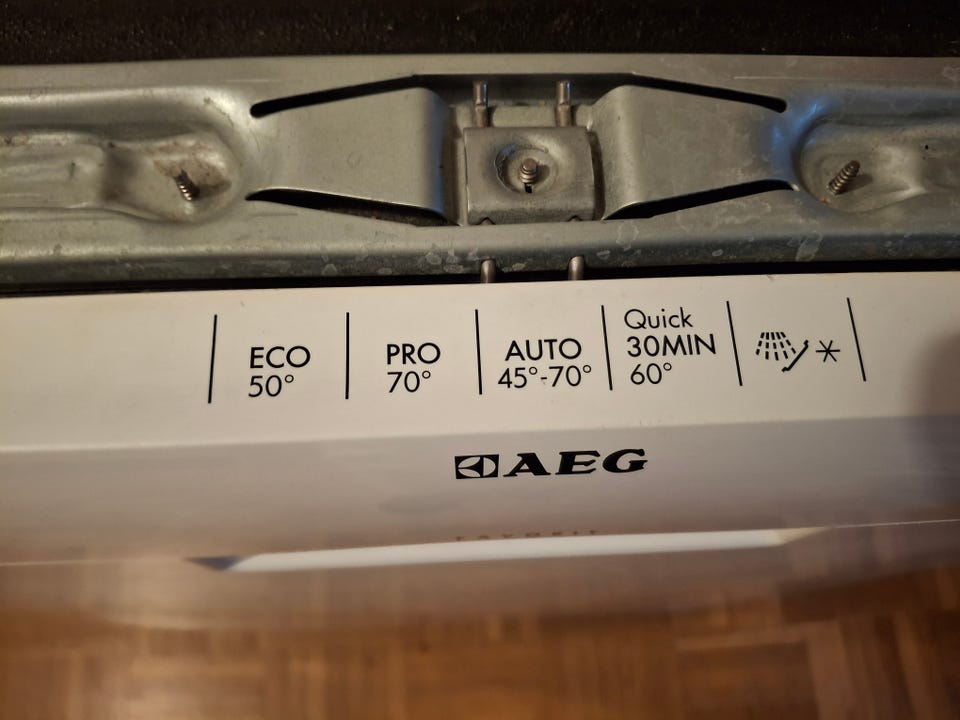 ECO
50°
PRO
70°
AUTO
45°-70°
Quick
30MIN
60°
AEG